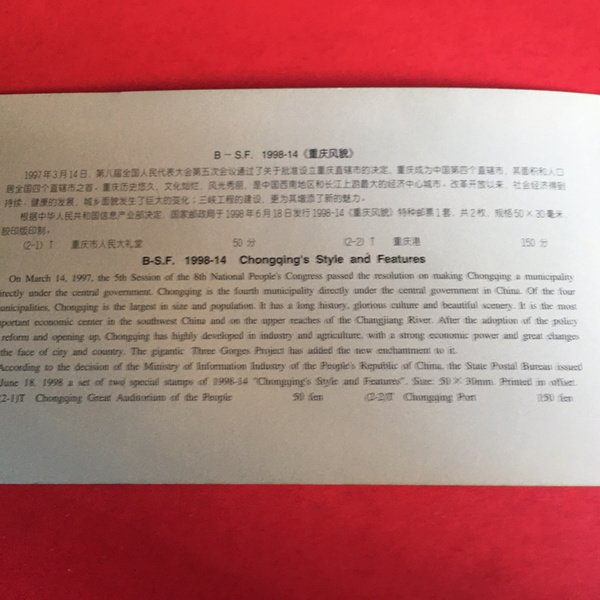 B－S.F. 1998-14《重庆风貌》
1997年3月14日，第八届全国人民代表大会第五次会议通过了关于批准设立重庆直辖市的决定，重庆成为中国第四个直辖市，其面积和人口
居全国四个直辖市之首。重庆历史悠久，文化灿烂，风光秀丽，是中国西南地区和长江上游最大的经济中心城市。改革开放以来，社会经济得到
持续、健康的发展，城乡面貌发生了巨大的变化；三峡工程的建设，更为其增添了新的魅力。
根据中华人民共和国信息产业部决定，国家邮政局于1998年6月18日发行1998-14《重庆风貌》特种邮票1套，共2枚，规格50×30毫米，
胶印版印制。
(2-1) T 重庆市人民大礼堂 50 分 (2-2) T 重庆港 150 分
B-S.F. 1998-14 Chongqing's Style and Features
On March 14, 1997, the 5th Session of the 8th National People's Congress passed the resolution on making Chongqing a municipality
irectly under the central government. Chongqing is the fourth municipality directly under the central government in China. Of the four
unicipalities, Chongqing is the largest in size and population. It has a long history, glorious culture and beautiful scenery. It is the most
portant economic center in the southwest China and on the upper reaches of the Changjiang River. After the adoption of the policy
reform and opening up, Chongqing has highly developed in industry and agriculture, with a strong economic power and great changes
the face of city and country. The gigantic Three Gorges Project has added the new enchantment to it.
According to the decision of the Ministry of Information Industry of the People's Republic of China, the State Postal Bureau issued
June 18, 1998 a set of two special stamps of 1998-14 "Chongqing's Style and Features". Size: 50×30mm. Printed in offset.
(2-1)T Chongqing Great Auditorium of the People 50 fen (2-2)T Chongqing Port 150 fen